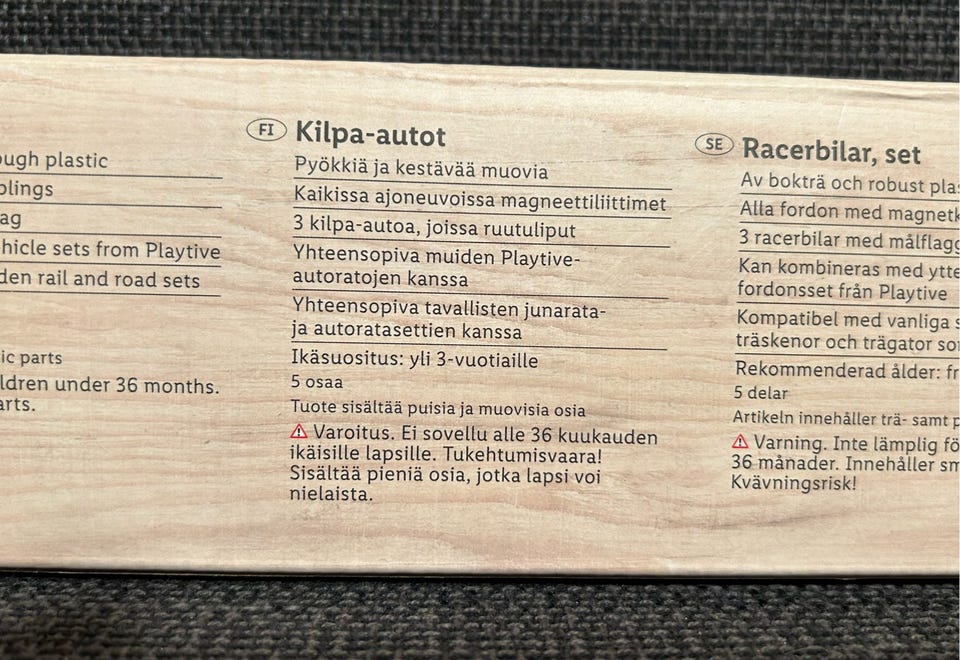 ough plastic
plings
ag
hicle sets from Playtive
den rail and road sets
ic parts
ldren under 36 months.
arts.
FI Kilpa-autot
Pyökkiä ja kestävää muovia
Kaikissa ajoneuvoissa magneettiliittimet
3 kilpa-autoa, joissa ruutuliput
Yhteensopiva muiden Playtive-
autoratojen kanssa
Yhteensopiva tavallisten junarata-
ja autoratasettien kanssa
Ikäsuositus: yli 3-vuotiaille
5 osaa
Tuote sisältää puisia ja muovisia osia
⚠ Varoitus. Ei sovellu alle 36 kuukauden
ikäisille lapsille. Tukehtumisvaara!
Sisältää pieniä osia, jotka lapsi voi
nielaista.
SE Racerbilar, set
Av bokträ och robust plas
Alla fordon med magnetk
3 racerbilar med målflagg
Kan kombineras med ytte
fordonsset från Playtive
Kompatibel med vanliga s
träskenor och trägator so
Rekommenderad ålder: fr
5 delar
Artikeln innehåller trä- samt p
⚠ Varning. Inte lämplig fö
36 månader. Innehåller sm
Kvävningsrisk!